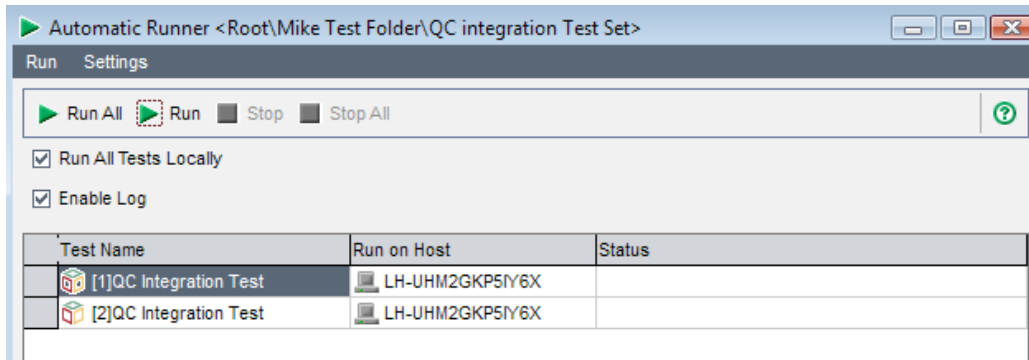 Automatic Runner <Root\Mike Test Folder\QC integration Test Set>
Run Settings
Run All Run Stop Stop All
Run All Tests Locally
Enable Log
Test Name Run on Host Status
[1]QC Integration Test LH-UHM2GKP5IY6X
[2]QC Integration Test LH-UHM2GKP5IY6X